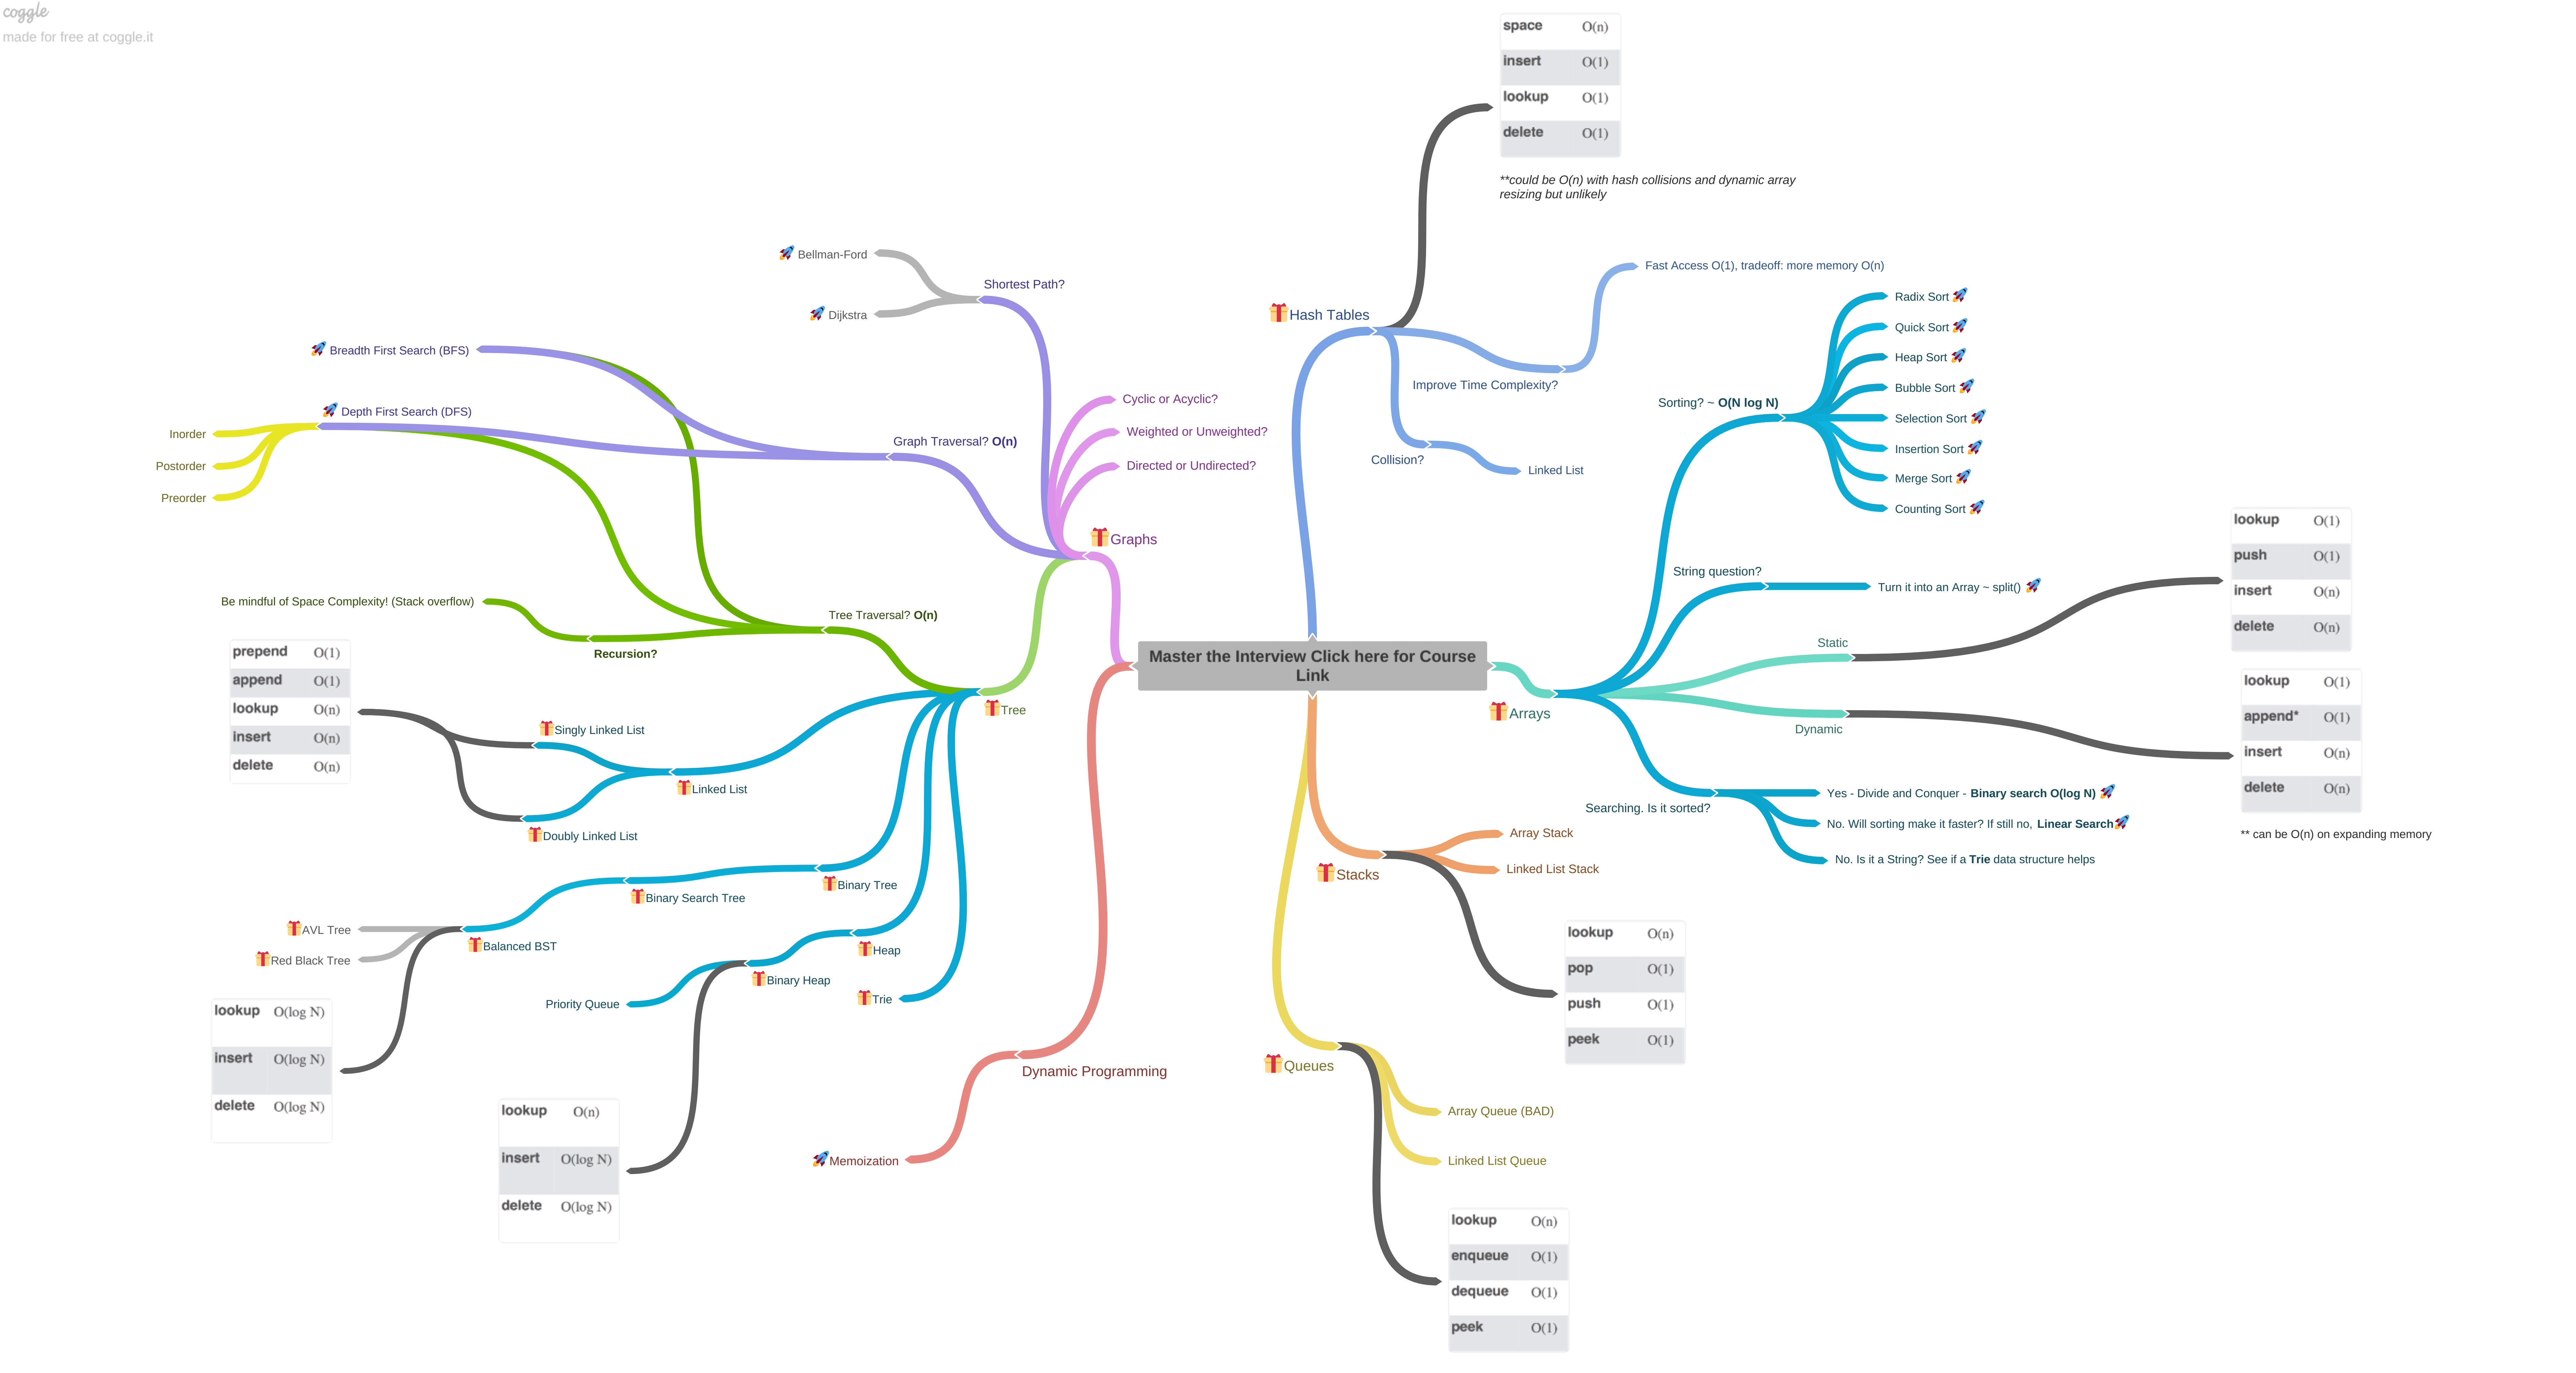 coggle
made for free at coggle.it
space O(n)
insert O(1)
lookup O(1)
delete O(1)
**could be O(n) with hash collisions and dynamic array
resizing but unlikely
Hash Tables
Improve Time Complexity?
Fast Access O(1), tradeoff: more memory O(n)
Collision?
Linked List
Bellman-Ford
Dijkstra
Shortest Path?
Breadth First Search (BFS)
Depth First Search (DFS)
Inorder
Postorder
Preorder
Graph Traversal? O(n)
Cyclic or Acyclic?
Weighted or Unweighted?
Directed or Undirected?
Graphs
Sorting? ~ O(N log N)
Radix Sort
Quick Sort
Heap Sort
Bubble Sort
Selection Sort
Insertion Sort
Merge Sort
Counting Sort
String question?
Turn it into an Array ~ split()
Static
lookup O(1)
push O(1)
insert O(n)
delete O(n)
Dynamic
lookup O(1)
append* O(1)
insert O(n)
delete O(n)
** can be O(n) on expanding memory
Arrays
Searching. Is it sorted?
Yes - Divide and Conquer - Binary search O(log N)
No. Will sorting make it faster? If still no, Linear Search
No. Is it a String? See if a Trie data structure helps
Master the Interview Click here for Course
Link
Be mindful of Space Complexity! (Stack overflow)
Recursion?
Tree Traversal? O(n)
Tree
prepend O(1)
append O(1)
lookup O(n)
insert O(n)
delete O(n)
Singly Linked List
Linked List
Doubly Linked List
Binary Tree
Binary Search Tree
Balanced BST
AVL Tree
Red Black Tree
lookup O(log N)
insert O(log N)
delete O(log N)
Heap
Binary Heap
Priority Queue
Trie
lookup O(n)
insert O(log N)
delete O(log N)
Dynamic Programming
Memoization
Stacks
Array Stack
Linked List Stack
lookup O(n)
pop O(1)
push O(1)
peek O(1)
Queues
Array Queue (BAD)
Linked List Queue
lookup O(n)
enqueue O(1)
dequeue O(1)
peek O(1)